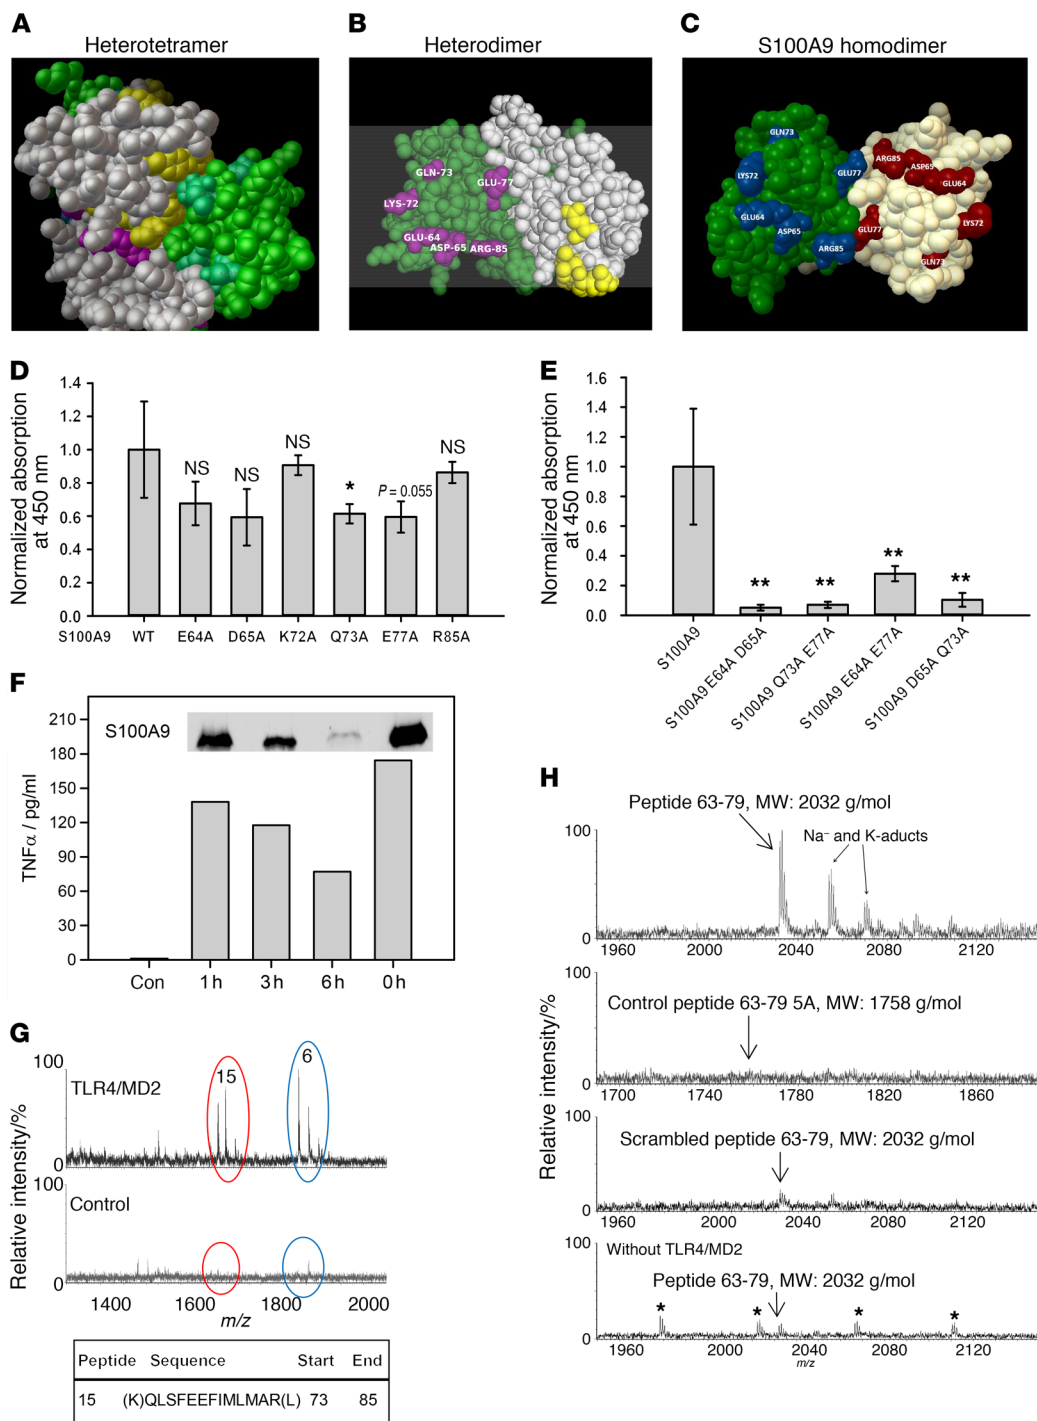 A
Heterotetramer
B
Heterodimer
GLN-73
GLU-77
LYS-72
GLU-64
ASP-65
ARG-85
C
S100A9 homodimer
GLN73
LYS72
GLU77
GLU64
ASP65
ARG85
ARG85
ASP65
GLU64
GLU77
LYS72
GLN73
D
Normalized absorption
at 450 nm
1.4
1.2
1.0
0.8
0.6
0.4
0.2
0.0
NS
NS
NS
*
P = 0.055
NS
S100A9 WT E64A D65A K72A Q73A E77A R85A
E
Normalized absorption
at 450 nm
1.6
1.4
1.2
1.0
0.8
0.6
0.4
0.2
0.0
**
**
**
**
S100A9
S100A9 E64A D65A
S100A9 Q73A E77A
S100A9 E64A E77A
S100A9 D65A Q73A
F
S100A9
TNFα / pg/ml
210
180
150
120
90
60
30
0
Con 1h 3h 6h 0h
G
Relative intensity/%
100
TLR4/MD2
15
6
0
100
Control
0
1400 1600 1800 2000
m/z
Peptide Sequence Start End
15 (K)QLSFEEFIMLMAR(L) 73 85
H
Relative intensity/%
Peptide 63-79, MW: 2032 g/mol
100
Na⁻ and K-aducts
0
1960 2000 2040 2080 2120
100
Control peptide 63-79 5A, MW: 1758 g/mol
0
1700 1740 1780 1820 1860
100
Scrambled peptide 63-79, MW: 2032 g/mol
0
1960 2000 2040 2080 2120
Without TLR4/MD2
100
Peptide 63-79, MW: 2032 g/mol
* * * *
0
1960 2000 2040 2080 2120
m/z